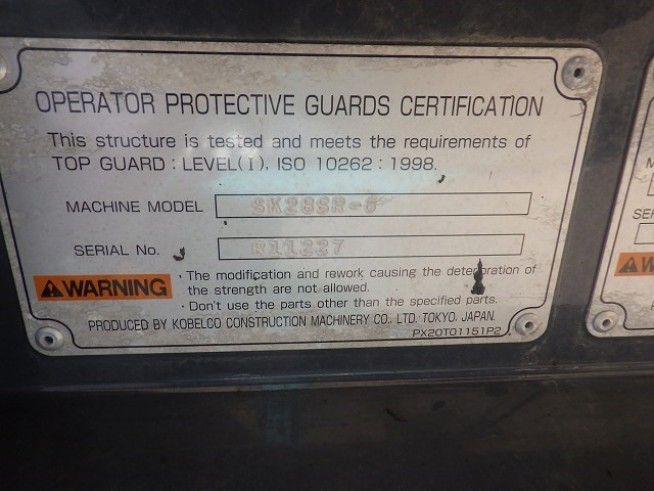 OPERATOR PROTECTIVE GUARDS CERTIFICATION
This structure is tested and meets the requirements of
TOP GUARD : LEVEL(I). ISO 10262 : 1998.
MACHINE MODEL SK28SR-6
SERIAL No. R11227
⚠WARNING
・The modification and rework causing the deterioration of
the strength are not allowed.
・Don't use the parts other than the specified parts.
PRODUCED BY KOBELCO CONSTRUCTION MACHINERY CO., LTD. TOKYO, JAPAN.
PX20T01151P2